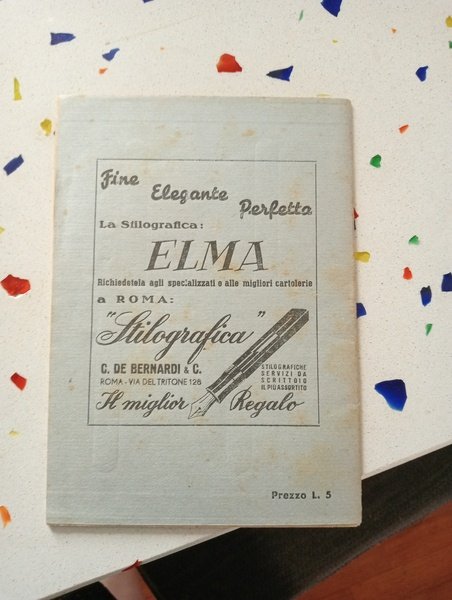 Fine
Elegante
Perfetta
La Stilografica:
ELMA
Richiedetela agli specializzati e alle migliori cartolerie
a ROMA:
"Stilografica"
C. DE BERNARDI & C.
ROMA - VIA DEL TRITONE 128
STILOGRAFICHE
SERVIZI DA
SCRITTOIO
IL PIU ASSORTITO
Il miglior Regalo
Prezzo L. 5